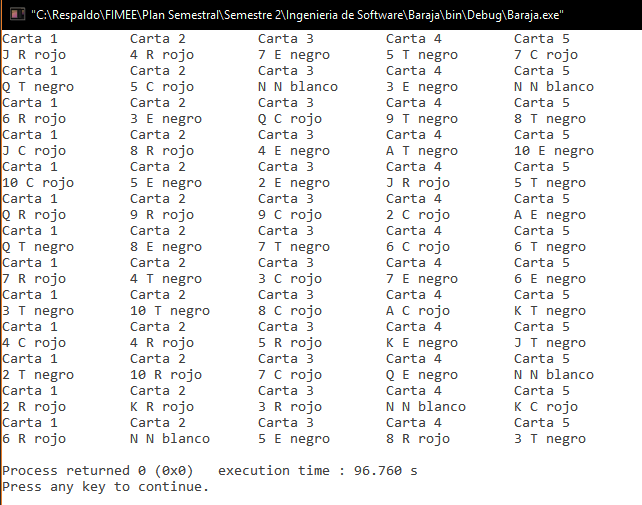 "C:\Respaldo\FIMEE\Plan Semestral\Semestre 2\Ingenieria de Software\Baraja\bin\Debug\Baraja.exe"
Carta 1 Carta 2 Carta 3 Carta 4 Carta 5
J R rojo 4 R rojo 7 E negro 5 T negro 7 C rojo
Carta 1 Carta 2 Carta 3 Carta 4 Carta 5
Q T negro 5 C rojo N N blanco 3 E negro N N blanco
Carta 1 Carta 2 Carta 3 Carta 4 Carta 5
6 R rojo 3 E negro Q C rojo 9 T negro 8 T negro
Carta 1 Carta 2 Carta 3 Carta 4 Carta 5
J C rojo 8 R rojo 4 E negro A T negro 10 E negro
Carta 1 Carta 2 Carta 3 Carta 4 Carta 5
10 C rojo 5 E negro 2 E negro J R rojo 5 T negro
Carta 1 Carta 2 Carta 3 Carta 4 Carta 5
Q R rojo 9 R rojo 9 C rojo 2 C rojo A E negro
Carta 1 Carta 2 Carta 3 Carta 4 Carta 5
Q T negro 8 E negro 7 T negro 6 C rojo 6 T negro
Carta 1 Carta 2 Carta 3 Carta 4 Carta 5
7 R rojo 4 T negro 3 C rojo 7 E negro 6 E negro
Carta 1 Carta 2 Carta 3 Carta 4 Carta 5
3 T negro 10 T negro 8 C rojo A C rojo K T negro
Carta 1 Carta 2 Carta 3 Carta 4 Carta 5
4 C rojo 4 R rojo 5 R rojo K E negro J T negro
Carta 1 Carta 2 Carta 3 Carta 4 Carta 5
2 T negro 10 R rojo 7 C rojo Q E negro N N blanco
Carta 1 Carta 2 Carta 3 Carta 4 Carta 5
2 R rojo K R rojo 3 R rojo N N blanco K C rojo
Carta 1 Carta 2 Carta 3 Carta 4 Carta 5
6 R rojo N N blanco 5 E negro 8 R rojo 3 T negro
Process returned 0 (0x0) execution time : 96.760 s
Press any key to continue.